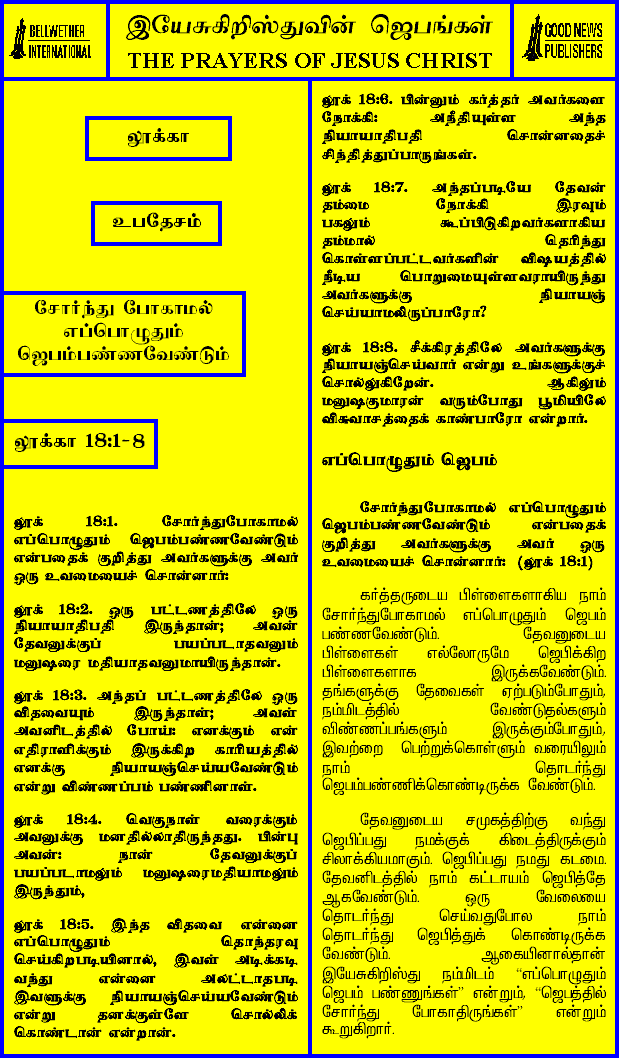 BELLWETHER
INTERNATIONAL
இயேசுகிறிஸ்துவின் ஜெபங்கள்
THE PRAYERS OF JESUS CHRIST
GOOD NEWS
PUBLISHERS
லூக்கா
உபதேசம்
சோர்ந்து போகாமல்
எப்பொழுதும்
ஜெபம்பண்ணவேண்டும்
லூக்கா 18:1-8
லூக் 18:1. சோர்ந்துபோகாமல்
எப்பொழுதும் ஜெபம்பண்ணவேண்டும்
என்பதைக் குறித்து அவர்களுக்கு அவர்
ஒரு உவமையைச் சொன்னார்:
லூக் 18:2. ஒரு பட்டணத்திலே ஒரு
நியாயாதிபதி இருந்தான்; அவன்
தேவனுக்குப் பயப்படாதவனும்
மனுஷரை மதியாதவனுமாயிருந்தான்.
லூக் 18:3. அந்தப் பட்டணத்திலே ஒரு
விதவையும் இருந்தாள்; அவள்
அவனிடத்தில் போய்: எனக்கும் என்
எதிராளிக்கும் இருக்கிற காரியத்தில்
எனக்கு நியாயஞ்செய்யவேண்டும்
என்று விண்ணப்பம் பண்ணினாள்.
லூக் 18:4. வெகுநாள் வரைக்கும்
அவனுக்கு மனதில்லாதிருந்தது. பின்பு
அவன்: நான் தேவனுக்குப்
பயப்படாமலும் மனுஷரைமதியாமலும்
இருந்தும்,
லூக் 18:5. இந்த விதவை என்னை
எப்பொழுதும் தொந்தரவு
செய்கிறபடியினால், இவள் அடிக்கடி
வந்து என்னை அலட்டாதபடி
இவளுக்கு நியாயஞ்செய்யவேண்டும்
என்று தனக்குள்ளே சொல்லிக்
கொண்டான் என்றான்.
லூக் 18:6. பின்னும் கர்த்தர் அவர்களை
நோக்கி: அநீதியுள்ள அந்த
நியாயாதிபதி சொன்னதைச்
சிந்தித்துப்பாருங்கள்.
லூக் 18:7. அந்தப்படியே தேவன்
தம்மை நோக்கி இரவும்
பகலும் கூப்பிடுகிறவர்களாகிய
தம்மால் தெரிந்து
கொள்ளப்பட்டவர்களின் விஷயத்தில்
நீடிய பொறுமையுள்ளவராயிருந்து
அவர்களுக்கு நியாயஞ்
செய்யாமலிருப்பாரோ?
லூக் 18:8. சீக்கிரத்திலே அவர்களுக்கு
நியாயஞ்செய்வார் என்று உங்களுக்குச்
சொல்லுகிறேன். ஆகிலும்
மனுஷகுமாரன் வரும்போது பூமியிலே
விசுவாசத்தைக் காண்பாரோ என்றார்.
எப்பொழுதும் ஜெபம்
சோர்ந்துபோகாமல் எப்பொழுதும்
ஜெபம்பண்ணவேண்டும் என்பதைக்
குறித்து அவர்களுக்கு அவர் ஒரு
உவமையைச் சொன்னார்: (லூக் 18:1)
கர்த்தருடைய பிள்ளைகளாகிய நாம்
சோர்ந்துபோகாமல் எப்பொழுதும் ஜெபம்
பண்ணவேண்டும். தேவனுடைய
பிள்ளைகள் எல்லோருமே ஜெபிக்கிற
பிள்ளைகளாக இருக்கவேண்டும்.
தங்களுக்கு தேவைகள் ஏற்படும்போதும்,
நம்மிடத்தில் வேண்டுதல்களும்
விண்ணப்பங்களும் இருக்கும்போதும்,
இவற்றை பெற்றுக்கொள்ளும் வரையிலும்
நாம் தொடர்ந்து
ஜெபம்பண்ணிக்கொண்டிருக்க வேண்டும்.
தேவனுடைய சமுகத்திற்கு வந்து
ஜெபிப்பது நமக்குக் கிடைத்திருக்கும்
சிலாக்கியமாகும். ஜெபிப்பது நமது கடமை.
தேவனிடத்தில் நாம் கட்டாயம் ஜெபித்தே
ஆகவேண்டும். ஒரு வேலையை
தொடர்ந்து செய்வதுபோல நாம்
தொடர்ந்து ஜெபித்துக் கொண்டிருக்க
வேண்டும். ஆகையினால்தான்
இயேசுகிறிஸ்து நம்மிடம் “எப்பொழுதும்
ஜெபம் பண்ணுங்கள்” என்றும், “ஜெபத்தில்
சோர்ந்து போகாதிருங்கள்” என்றும்
கூறுகிறார்.